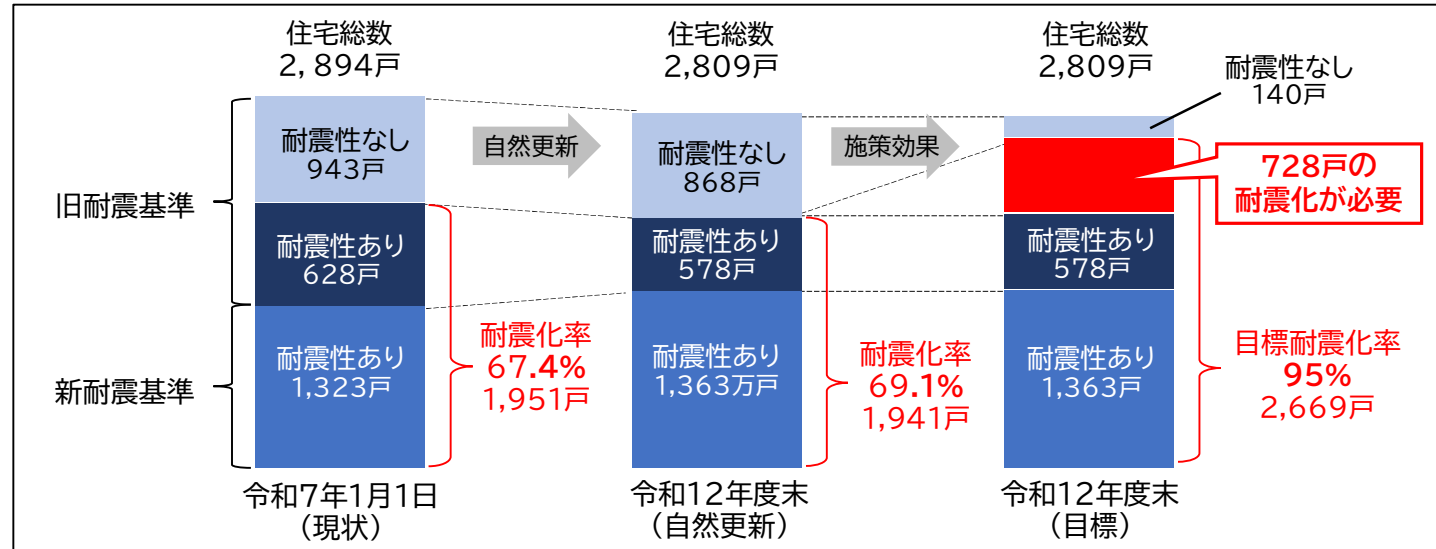 住宅総数
2,894戸
住宅総数
2,809戸
住宅総数
2,809戸
耐震性なし
140戸
旧耐震基準
新耐震基準
耐震性なし
943戸
耐震性あり
628戸
耐震性あり
1,323戸
自然更新
耐震化率
67.4%
1,951戸
耐震性なし
868戸
耐震性あり
578戸
耐震性あり
1,363万戸
施策効果
耐震化率
69.1%
1,941戸
728戸の
耐震化が必要
耐震性あり
578戸
耐震性あり
1,363戸
目標耐震化率
95%
2,669戸
令和7年1月1日
（現状）
令和12年度末
（自然更新）
令和12年度末
（目標）